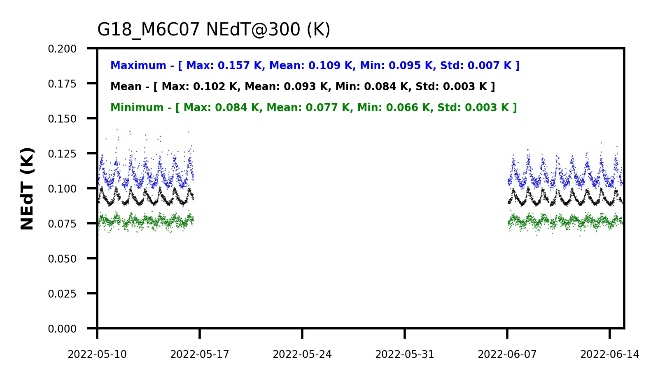 G18_M6C07 NEdT@300 (K)
Maximum - [ Max: 0.157 K, Mean: 0.109 K, Min: 0.095 K, Std: 0.007 K ]
Mean - [ Max: 0.102 K, Mean: 0.093 K, Min: 0.084 K, Std: 0.003 K ]
Minimum - [ Max: 0.084 K, Mean: 0.077 K, Min: 0.066 K, Std: 0.003 K ]
NEdT (K)
0.200
0.175
0.150
0.125
0.100
0.075
0.050
0.025
0.000
2022-05-10 2022-05-17 2022-05-24 2022-05-31 2022-06-07 2022-06-14